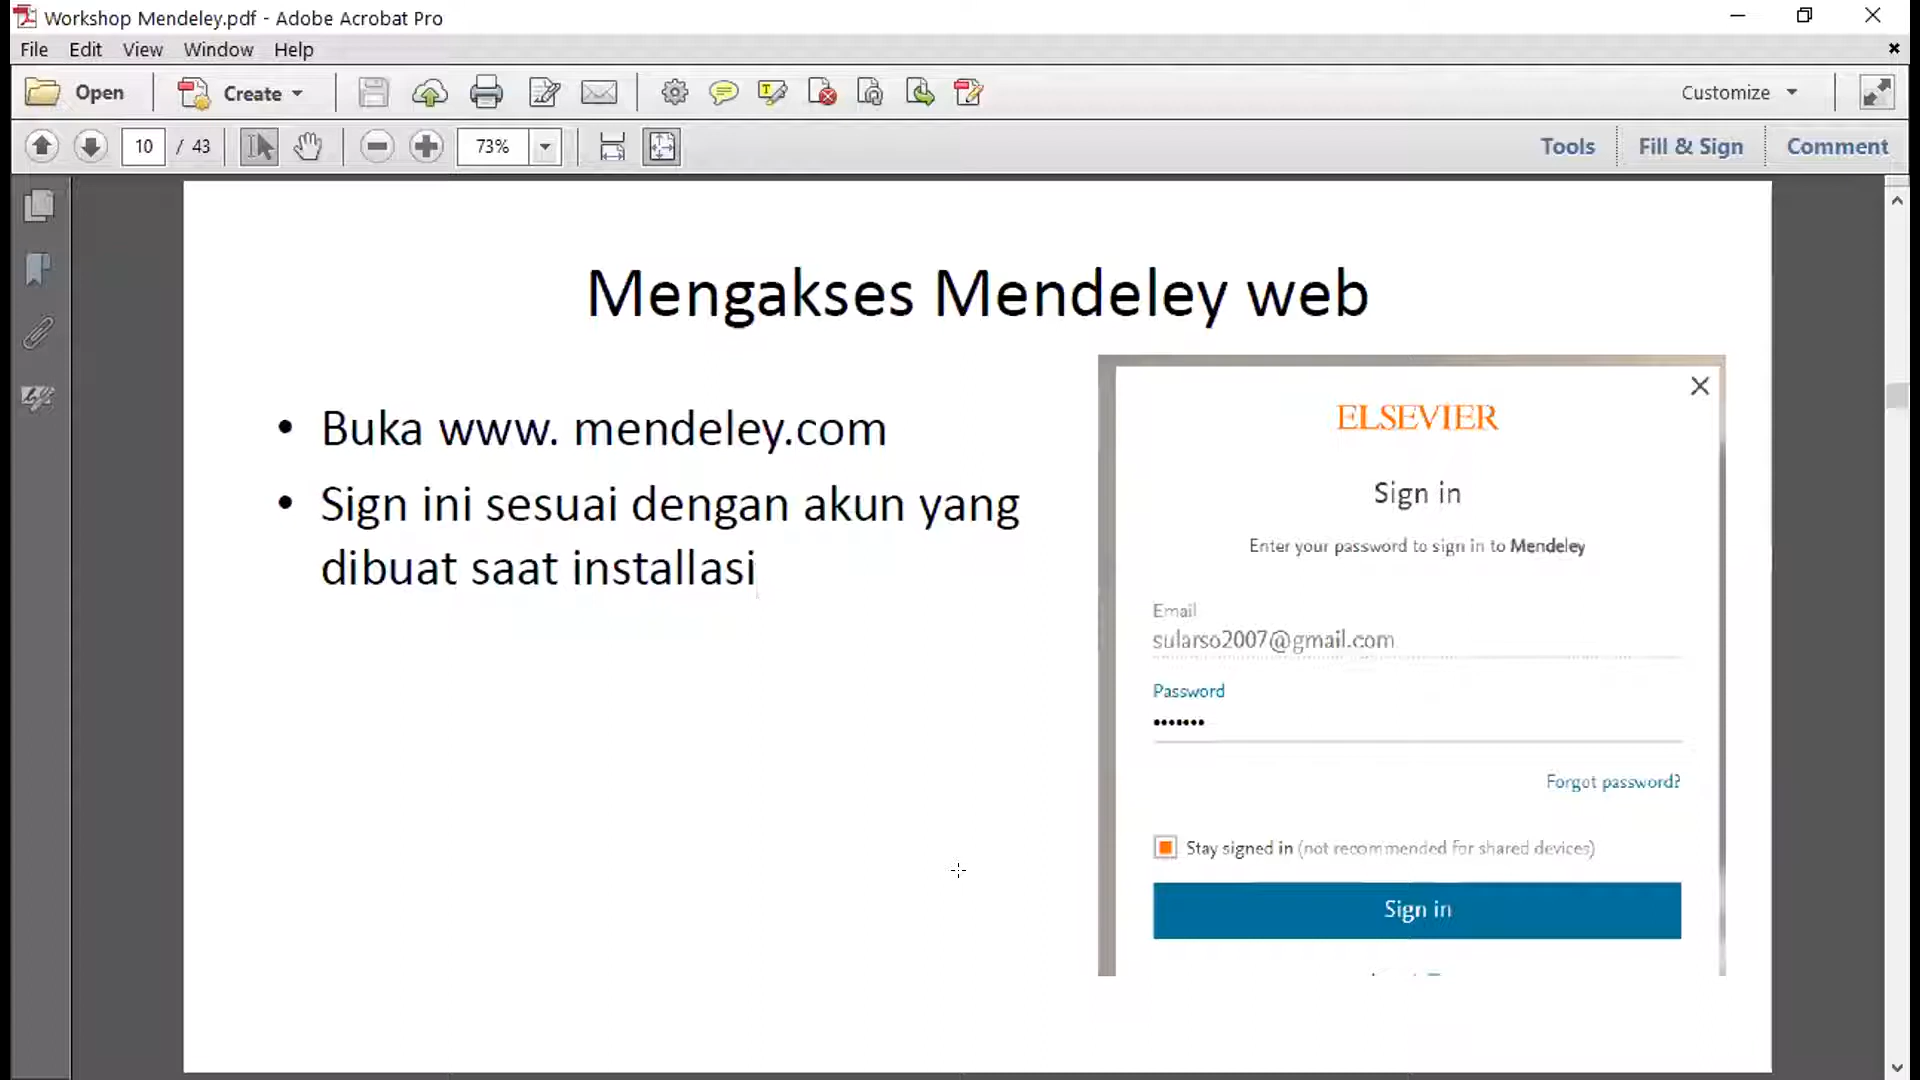 Workshop Mendeley.pdf - Adobe Acrobat Pro
File Edit View Window Help
Open Create Customize
10 / 43 73% Tools Fill & Sign Comment
Mengakses Mendeley web
• Buka www. mendeley.com
• Sign ini sesuai dengan akun yang
dibuat saat installasi
ELSEVIER
Sign in
Enter your password to sign in to Mendeley
Email
sularso2007@gmail.com
Password
•••••••
Forgot password?
Stay signed in (not recommended for shared devices)
Sign in